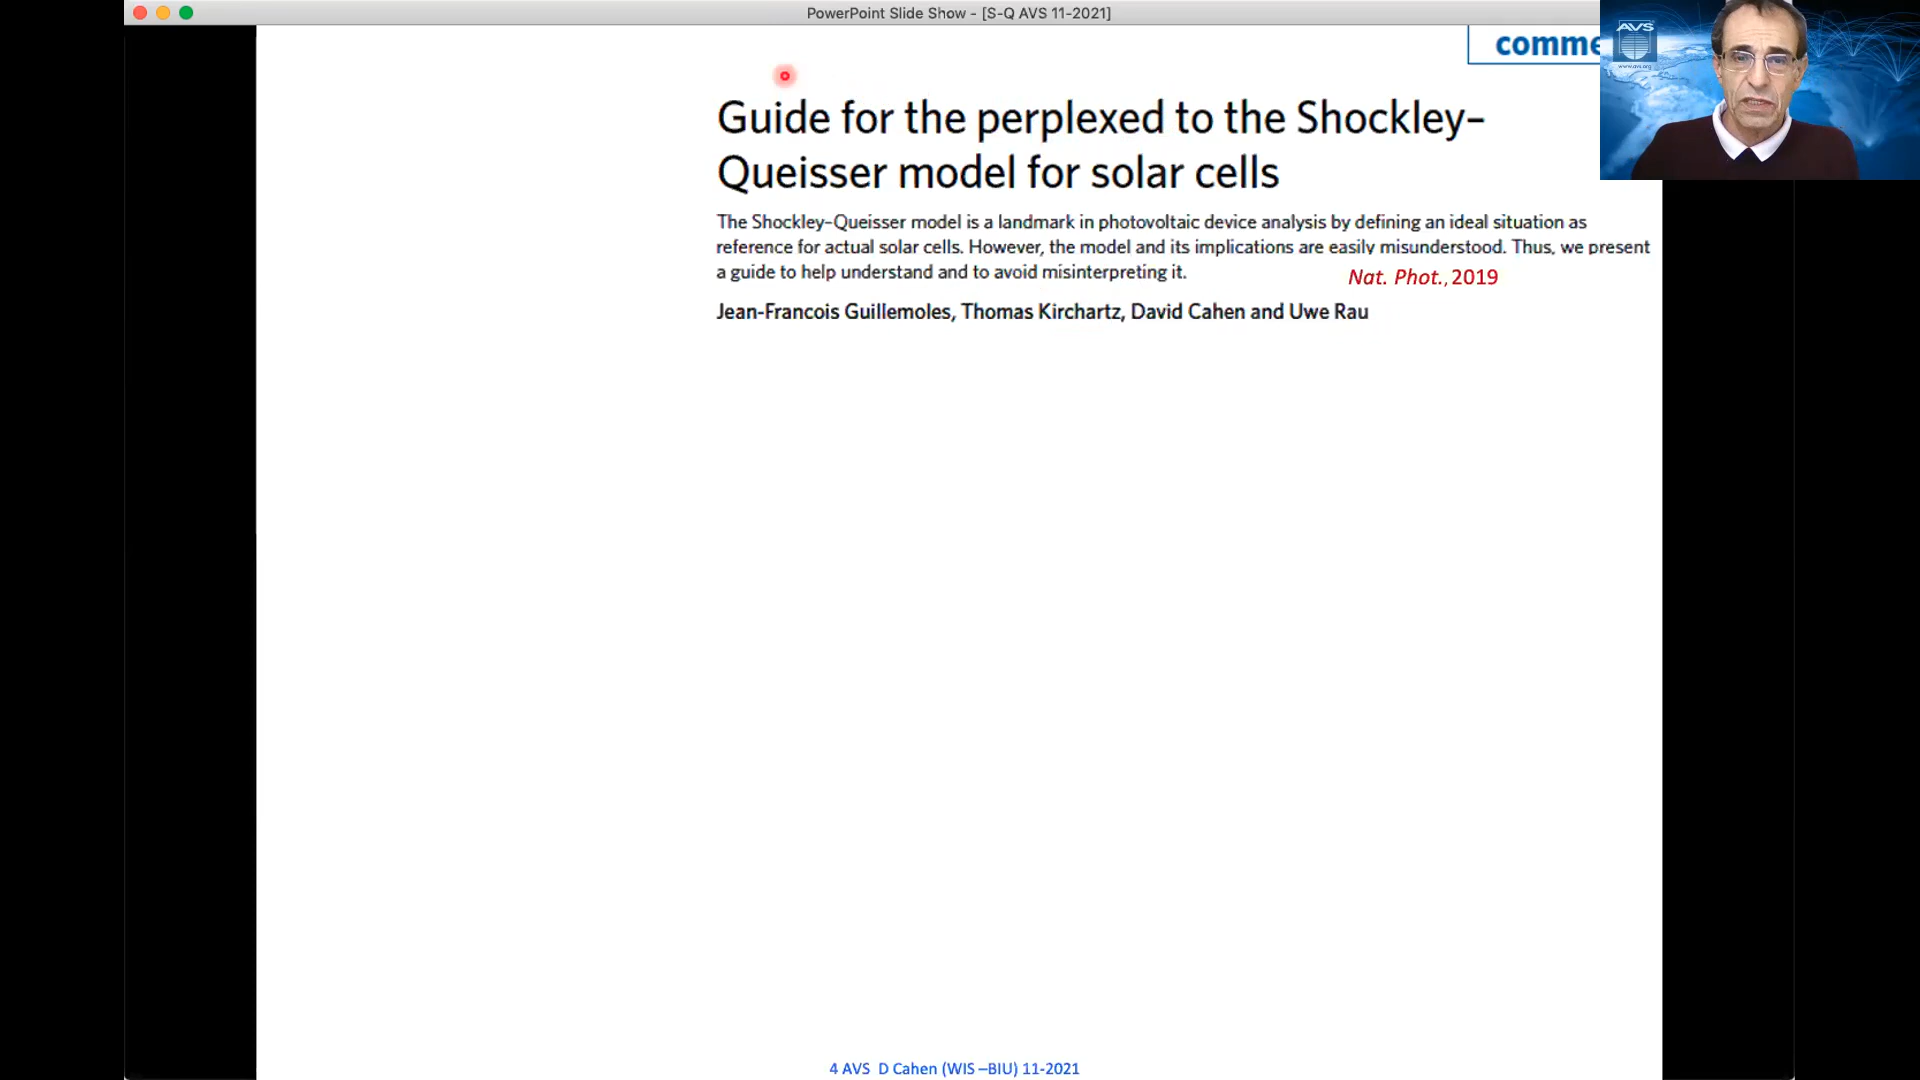 PowerPoint Slide Show - [S-Q AVS 11-2021]
comme
AVS
www.avs.org
Guide for the perplexed to the Shockley–
Queisser model for solar cells
The Shockley–Queisser model is a landmark in photovoltaic device analysis by defining an ideal situation as
reference for actual solar cells. However, the model and its implications are easily misunderstood. Thus, we present
a guide to help understand and to avoid misinterpreting it.
Nat. Phot., 2019
Jean-Francois Guillemoles, Thomas Kirchartz, David Cahen and Uwe Rau
4 AVS D Cahen (WIS –BIU) 11-2021